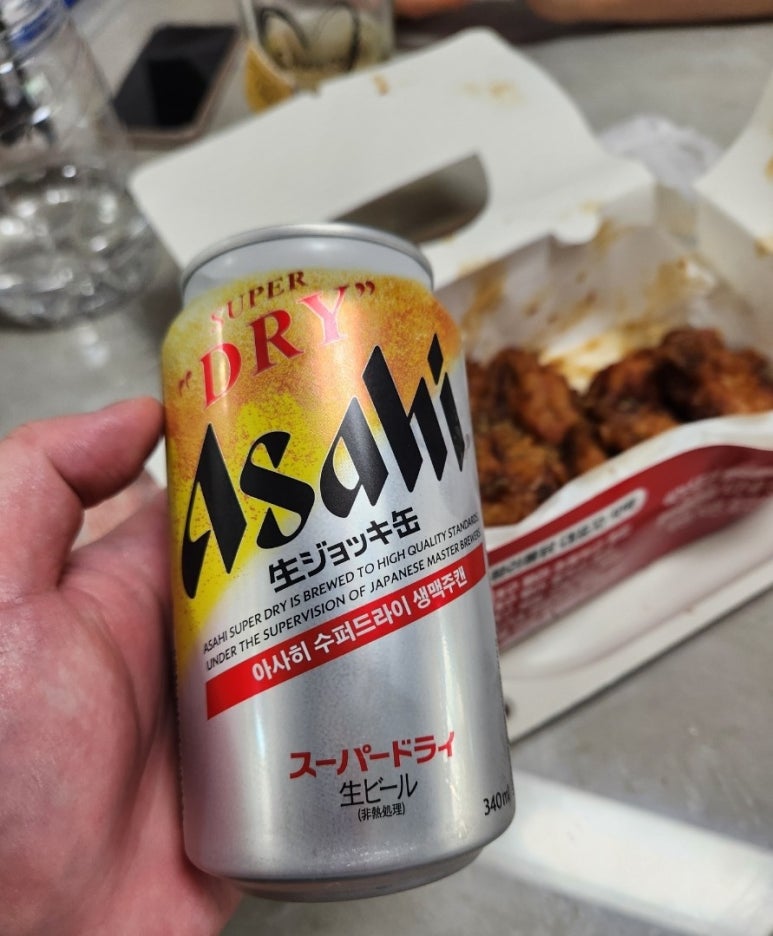 SUPER
"DRY"
Asahi
生ジョッキ缶
ASAHI SUPER DRY IS BREWED TO HIGH QUALITY STANDARDS
UNDER THE SUPERVISION OF JAPANESE MASTER BREWERS
아사히 수퍼드라이 생맥주캔
スーパードライ
生ビール
(非熱処理)
340ml